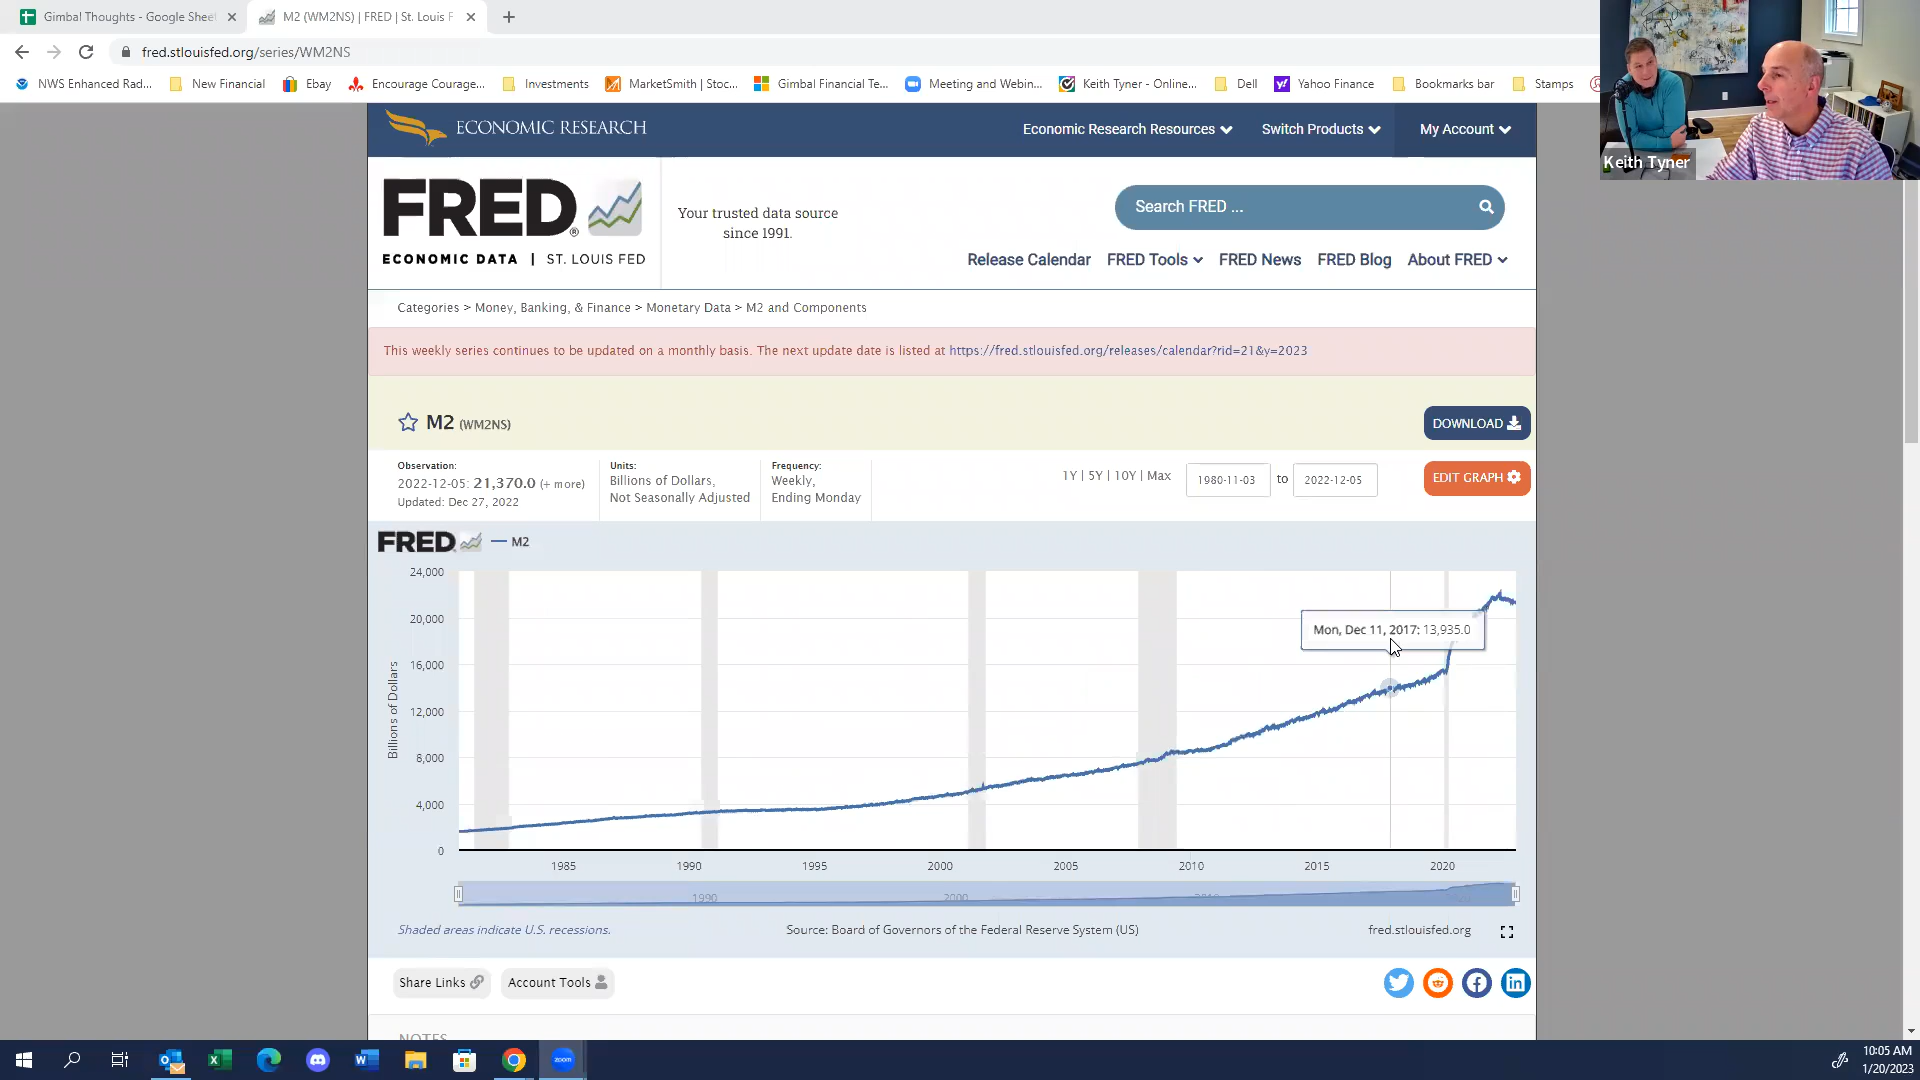 Gimbal Thoughts - Google Sheet
M2 (WM2NS) | FRED | St. Louis F
fred.stlouisfed.org/series/WM2NS
NWS Enhanced Rad...
New Financial
Ebay
Encourage Courage...
Investments
MarketSmith | Stoc...
Gimbal Financial Te...
Meeting and Webin...
Keith Tyner - Online...
Dell
Yahoo Finance
Bookmarks bar
Stamps
Keith Tyner
ECONOMIC RESEARCH
Economic Research Resources
Switch Products
My Account
FRED®
ECONOMIC DATA | ST. LOUIS FED
Your trusted data source
since 1991.
Search FRED ...
Release Calendar
FRED Tools
FRED News
FRED Blog
About FRED
Categories > Money, Banking, & Finance > Monetary Data > M2 and Components
This weekly series continues to be updated on a monthly basis. The next update date is listed at https://fred.stlouisfed.org/releases/calendar?rid=21&y=2023
M2 (WM2NS)
DOWNLOAD
Observation:
2022-12-05: 21,370.0 (+ more)
Updated: Dec 27, 2022
Units:
Billions of Dollars,
Not Seasonally Adjusted
Frequency:
Weekly,
Ending Monday
1Y | 5Y | 10Y | Max
1980-11-03 to 2022-12-05
EDIT GRAPH
FRED
M2
24,000
20,000
16,000
12,000
8,000
4,000
0
Billions of Dollars
Mon, Dec 11, 2017: 13,935.0
1985
1990
1995
2000
2005
2010
2015
2020
1990
2000
2010
Shaded areas indicate U.S. recessions.
Source: Board of Governors of the Federal Reserve System (US)
fred.stlouisfed.org
Share Links
Account Tools
NOTES
zoom
10:05 AM
1/20/2023